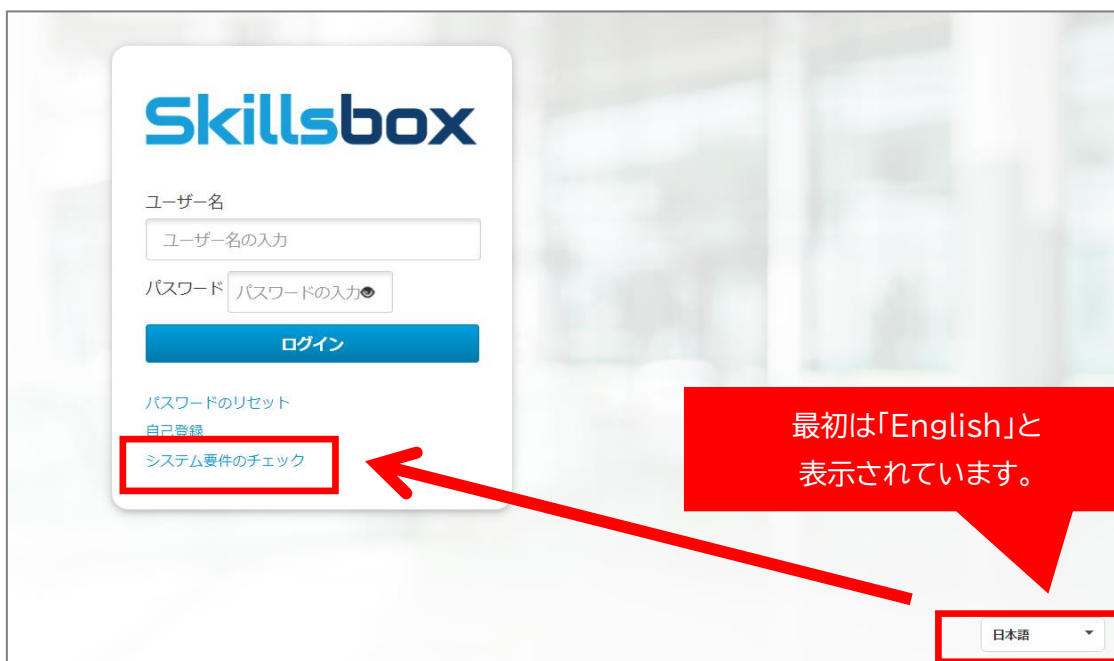 Skillsbox
ユーザー名
ユーザー名の入力
パスワード パスワードの入力
ログイン
パスワードのリセット
自己登録
システム要件のチェック
最初は「English」と
表示されています。
日本語